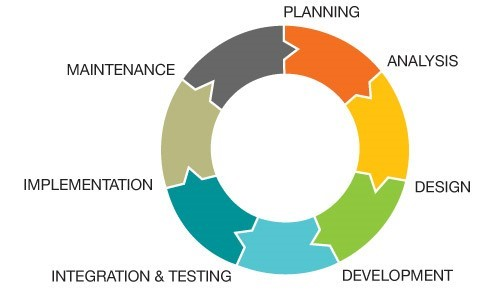 PLANNING
ANALYSIS
DESIGN
DEVELOPMENT
INTEGRATION & TESTING
IMPLEMENTATION
MAINTENANCE